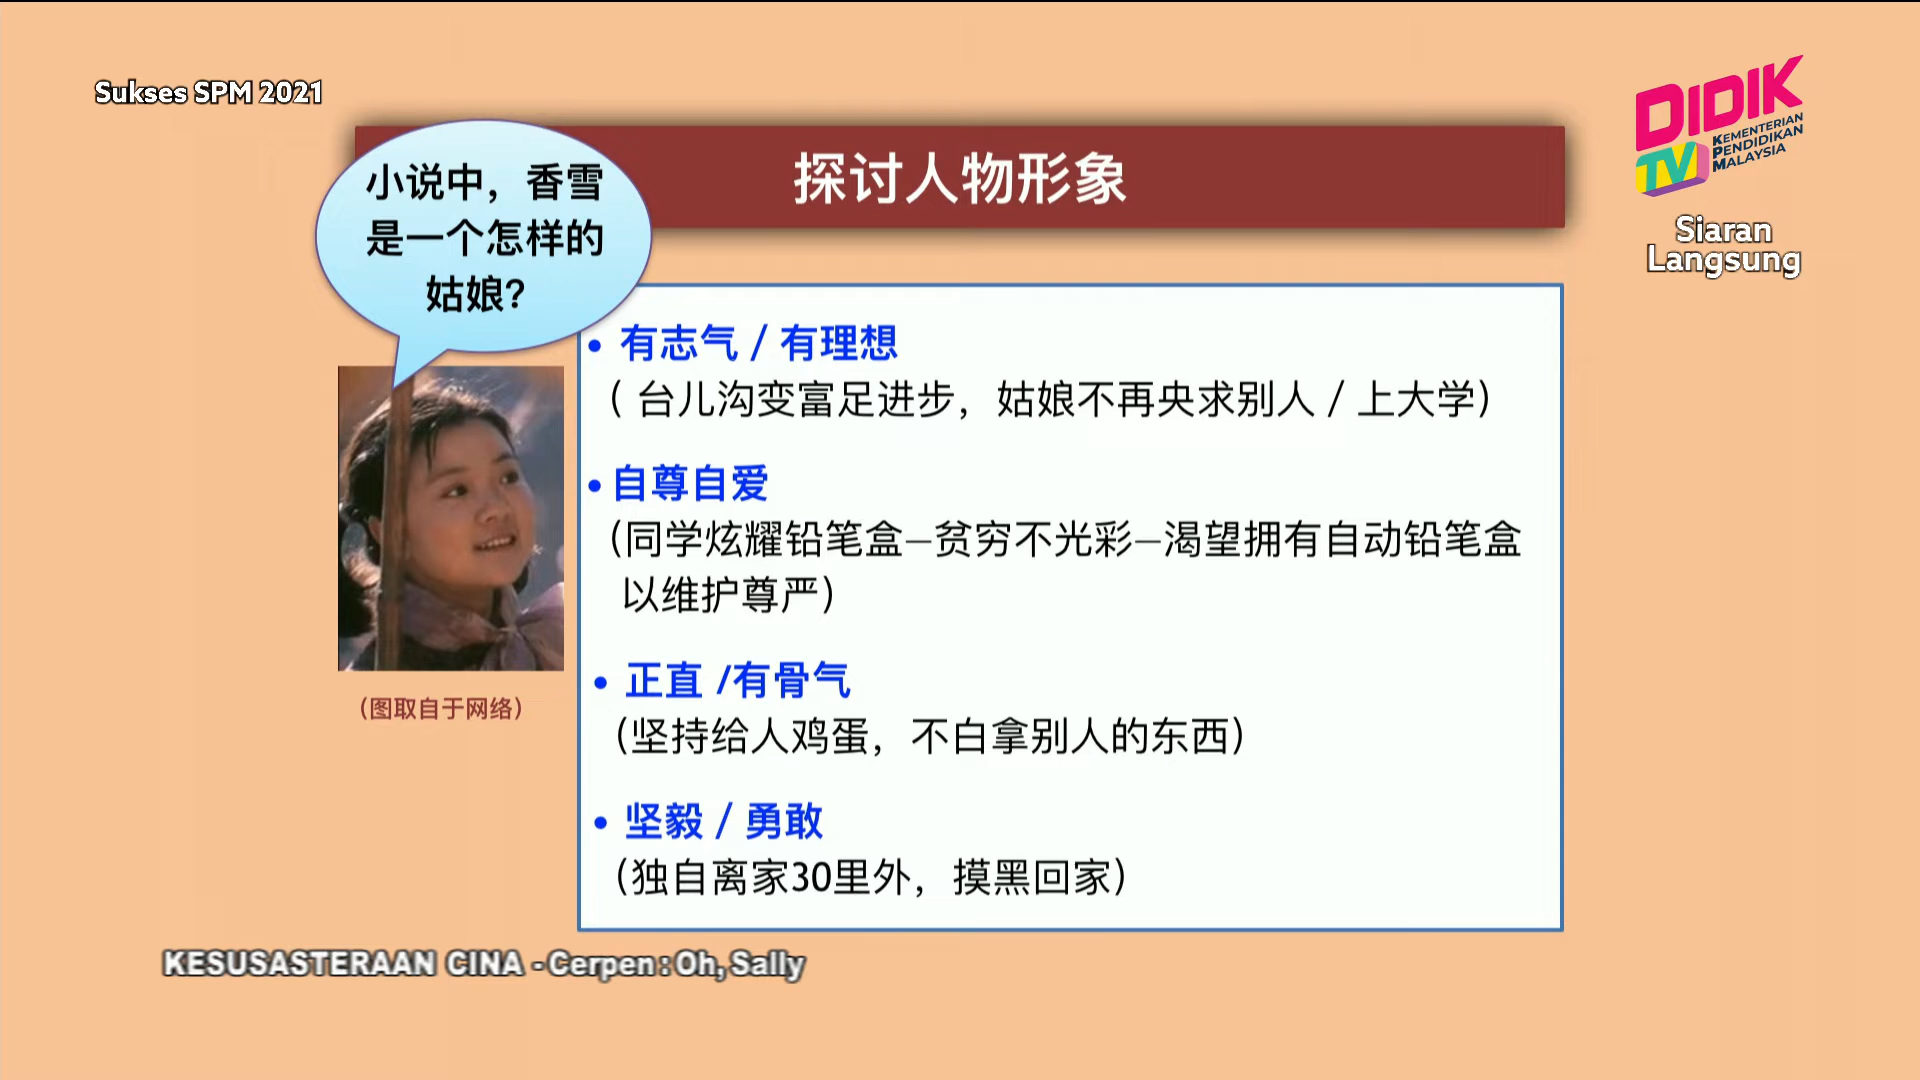 Sukses SPM 2021
DIDIK
TV
KEMENTERIAN
PENDIDIKAN
MALAYSIA
Siaran
Langsung
探讨人物形象
小说中，香雪
是一个怎样的
姑娘？
• 有志气 / 有理想
（ 台儿沟变富足进步，姑娘不再央求别人 / 上大学）
• 自尊自爱
（同学炫耀铅笔盒—贫穷不光彩—渴望拥有自动铅笔盒
以维护尊严）
• 正直 /有骨气
（坚持给人鸡蛋，不白拿别人的东西）
• 坚毅 / 勇敢
（独自离家30里外，摸黑回家）
（图取自于网络）
KESUSASTERAAN CINA - Cerpen : Oh, Sally